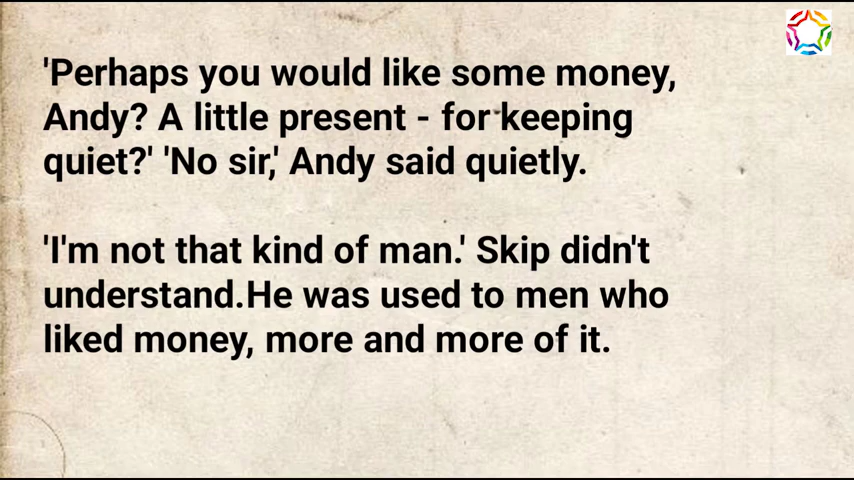 'Perhaps you would like some money,
Andy? A little present - for keeping
quiet?' 'No sir,' Andy said quietly.
'I'm not that kind of man.' Skip didn't
understand.He was used to men who
liked money, more and more of it.